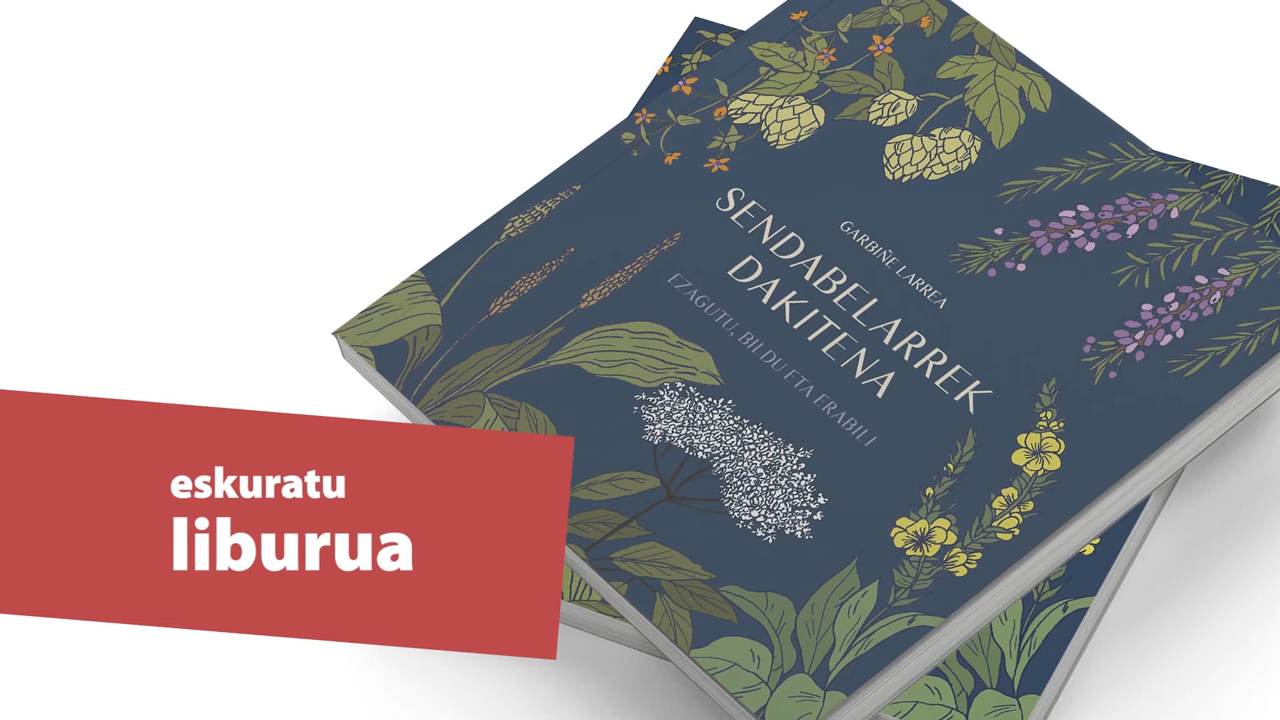 GARBIÑE LARREA
SENDABELARREK
DAKITENA
EZAGUTU, BILDU ETA ERABILI
eskuratu
liburua